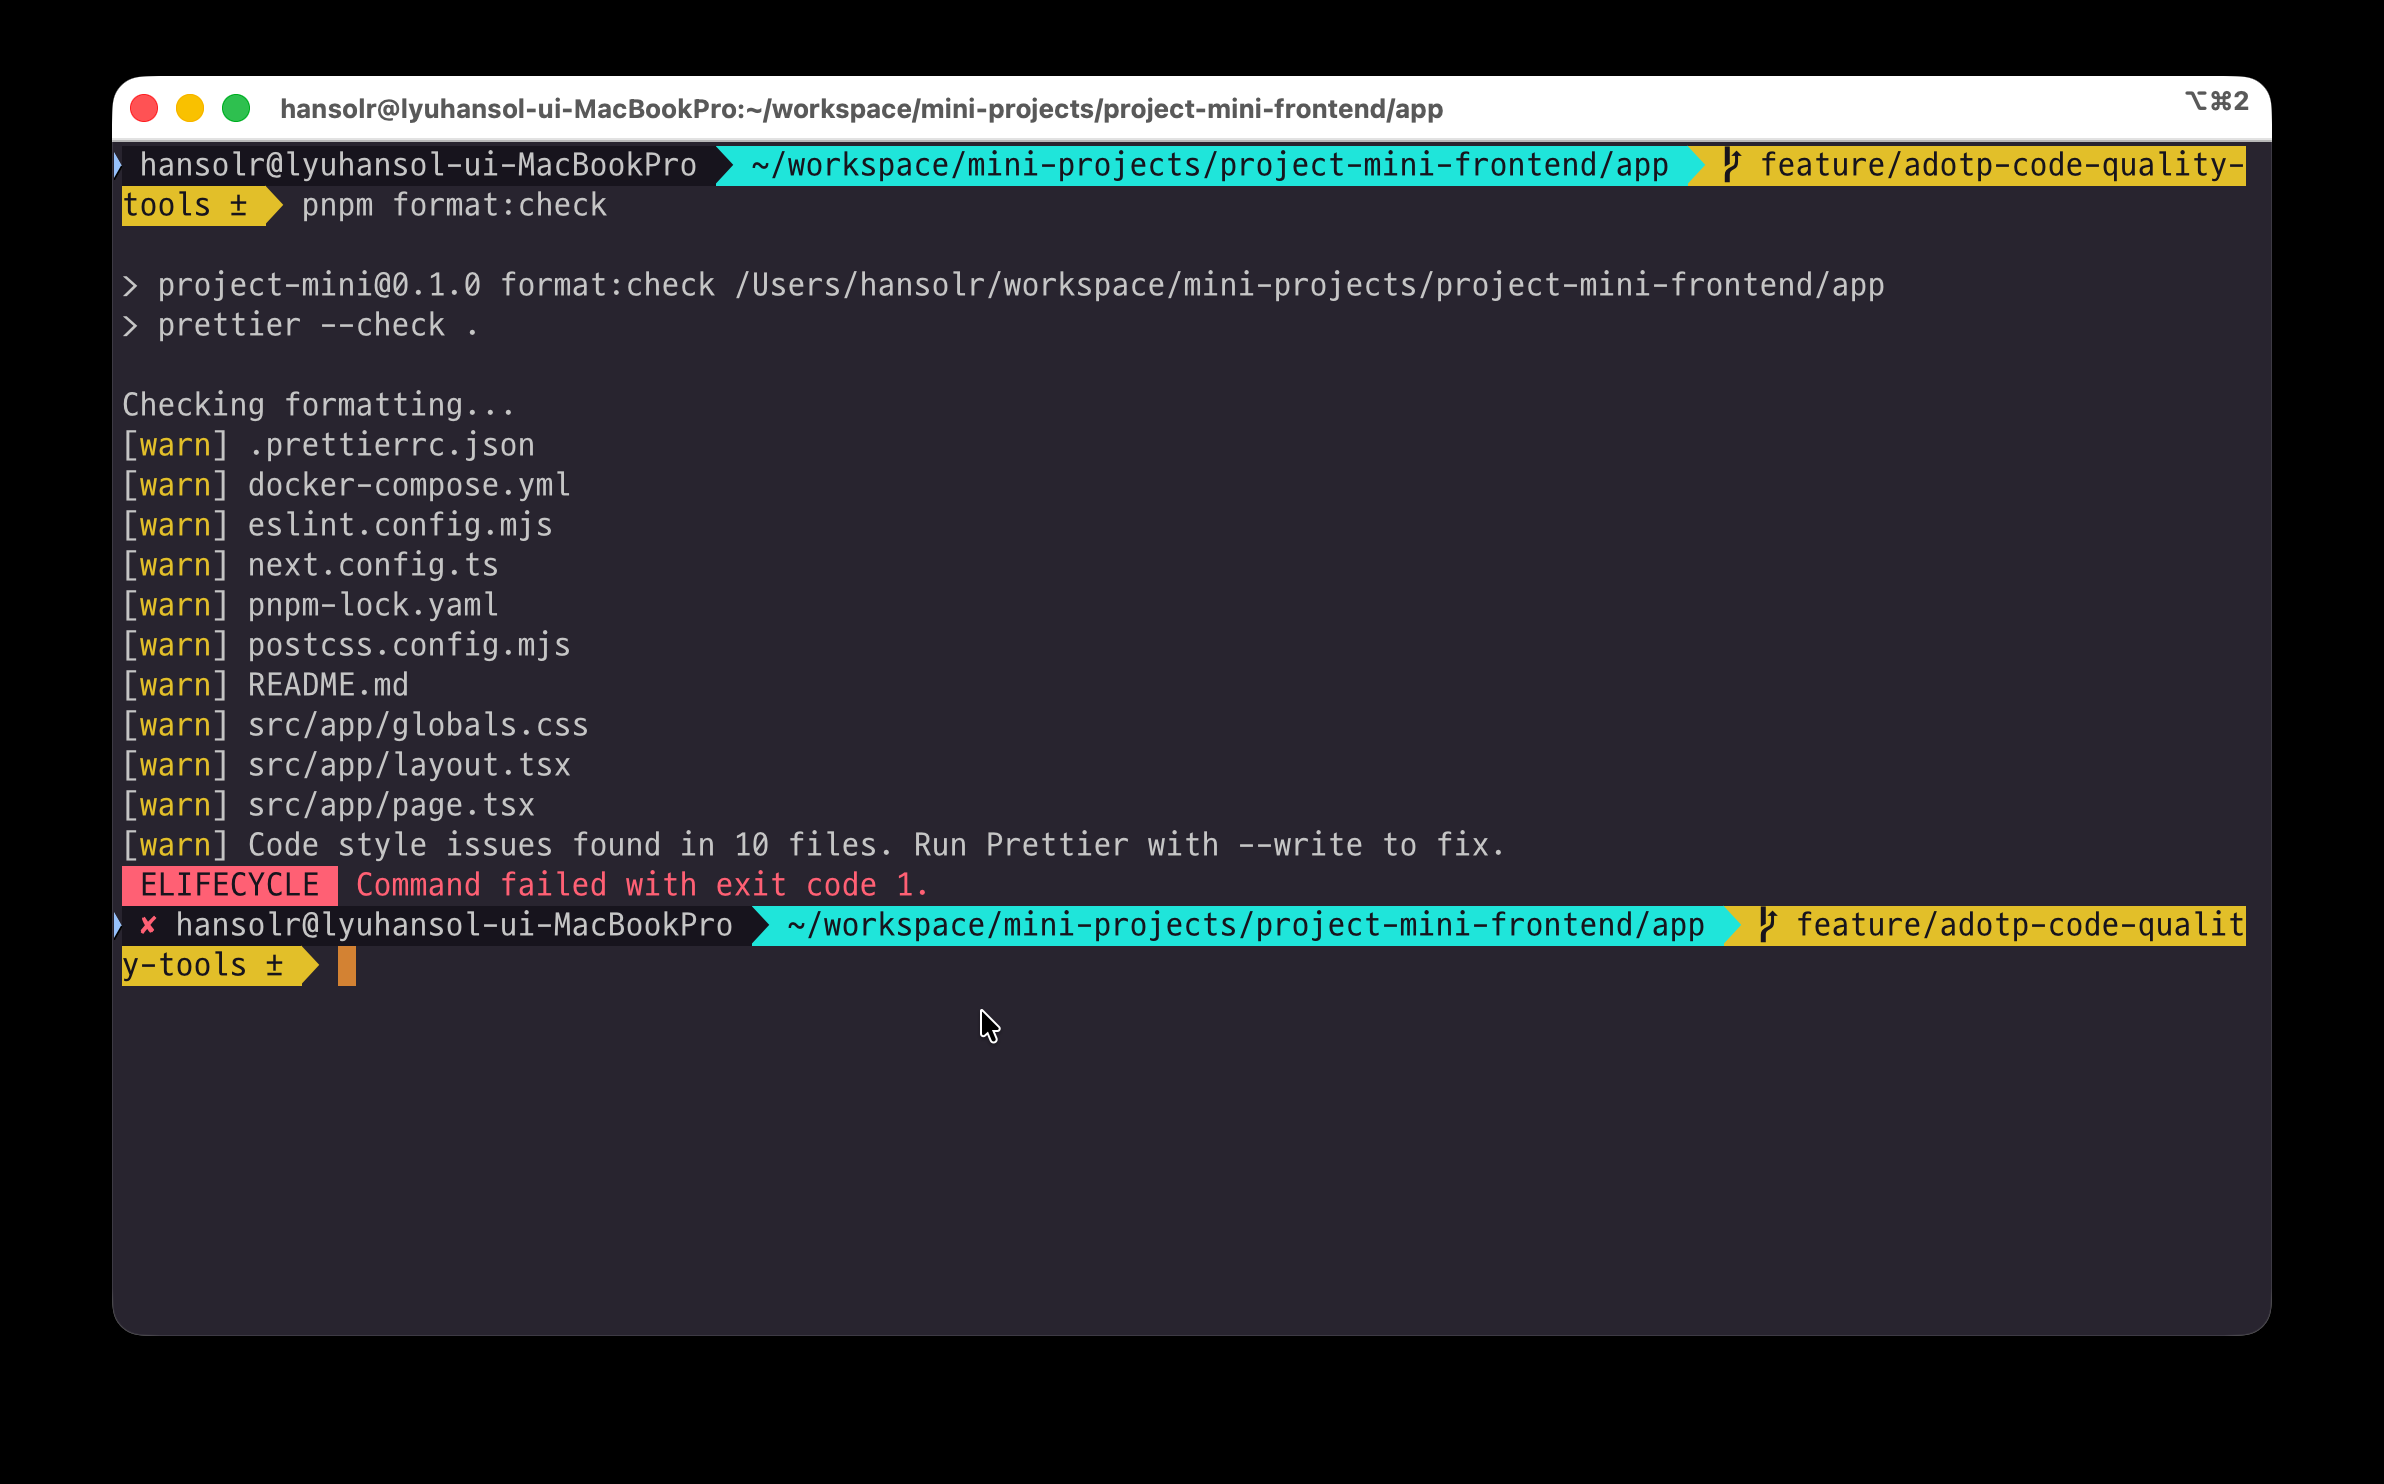 hansolr@lyuhansol-ui-MacBookPro:~/workspace/mini-projects/project-mini-frontend/app ⌥⌘2
hansolr@lyuhansol-ui-MacBookPro ~/workspace/mini-projects/project-mini-frontend/app feature/adotp-code-quality-
tools ± pnpm format:check
> project-mini@0.1.0 format:check /Users/hansolr/workspace/mini-projects/project-mini-frontend/app
> prettier --check .
Checking formatting...
[warn] .prettierrc.json
[warn] docker-compose.yml
[warn] eslint.config.mjs
[warn] next.config.ts
[warn] pnpm-lock.yaml
[warn] postcss.config.mjs
[warn] README.md
[warn] src/app/globals.css
[warn] src/app/layout.tsx
[warn] src/app/page.tsx
[warn] Code style issues found in 10 files. Run Prettier with --write to fix.
ELIFECYCLE Command failed with exit code 1.
✘ hansolr@lyuhansol-ui-MacBookPro ~/workspace/mini-projects/project-mini-frontend/app feature/adotp-code-qualit
y-tools ±